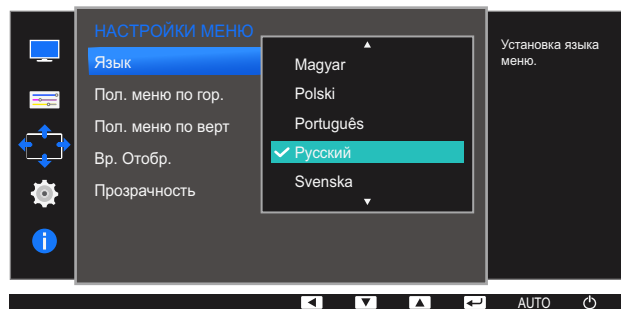 НАСТРОЙКИ МЕНЮ
Язык
Пол. меню по гор.
Пол. меню по верт
Вр. Отобр.
Прозрачность
Magyar
Polski
Português
Русский
Svenska
Установка языка
меню.
AUTO